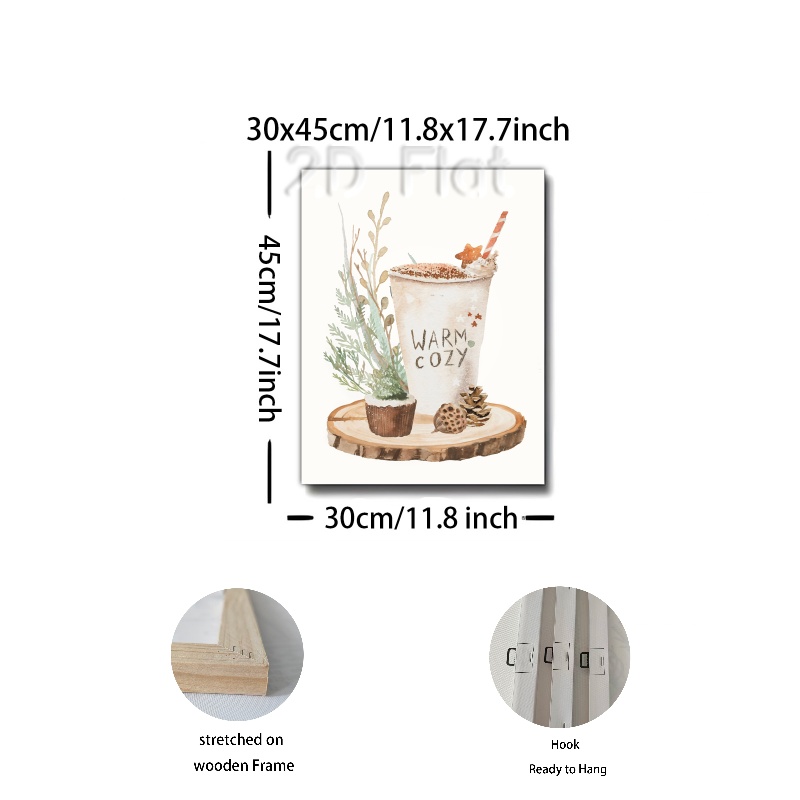 30x45cm/11.8x17.7inch
2D Flat
45cm/17.7inch
WARM
COZY
30cm/11.8 inch
stretched on
wooden Frame
Hook
Ready to Hang